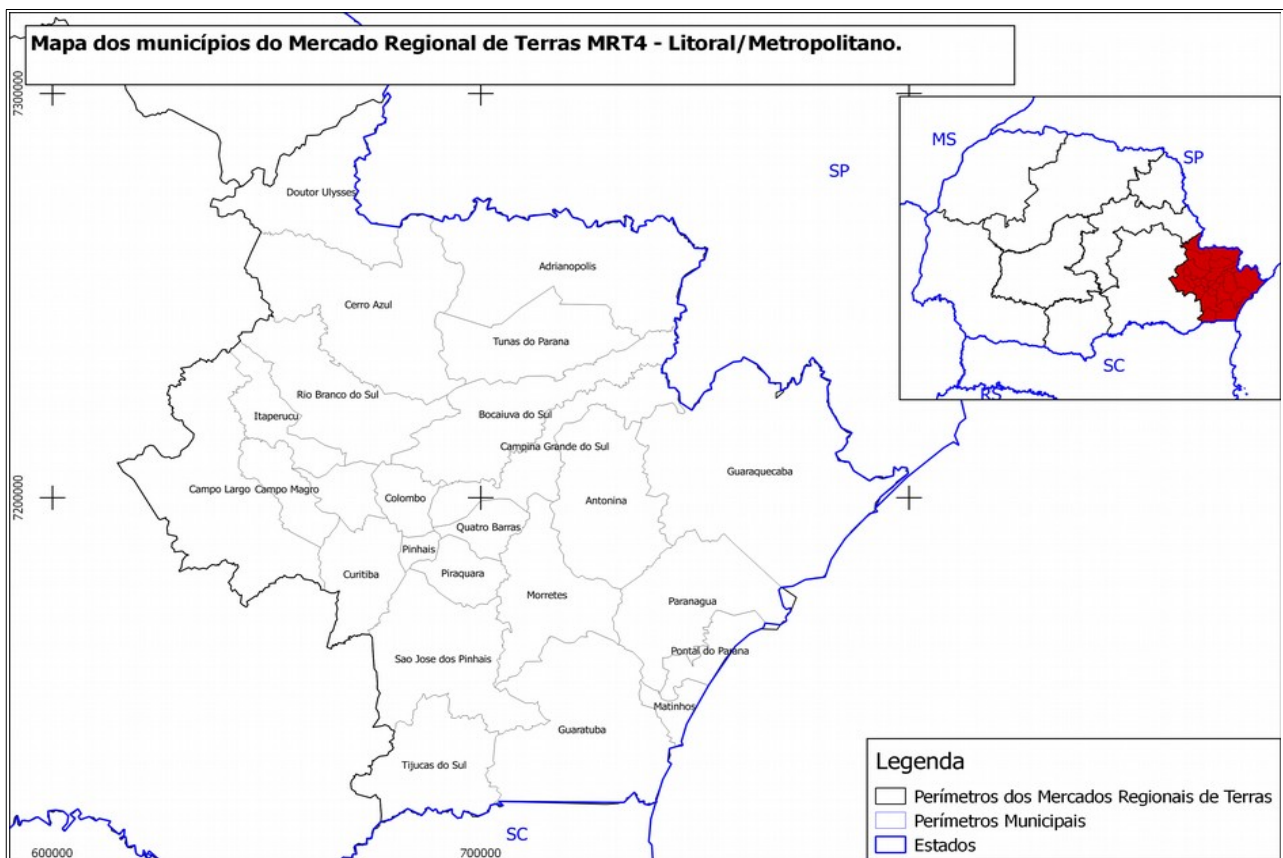 Mapa dos municípios do Mercado Regional de Terras MRT4 - Litoral/Metropolitano.
7300000
MS
SP
SP
Doutor Ulysses
Adrianopolis
Cerro Azul
Tunas do Parana
SC
RS
Rio Branco do Sul
Itaperucu
Bocaiuva do Sul
Campina Grande do Sul
Guaraquecaba
Campo Largo
Campo Magro
Colombo
Antonina
7200000
Quatro Barras
Pinhais
Curitiba
Piraquara
Morretes
Paranagua
Sao Jose dos Pinhais
Pontal do Parana
Matinhos
Guaratuba
Tijucas do Sul
Legenda
Perímetros dos Mercados Regionais de Terras
Perímetros Municipais
Estados
SC
600000
700000